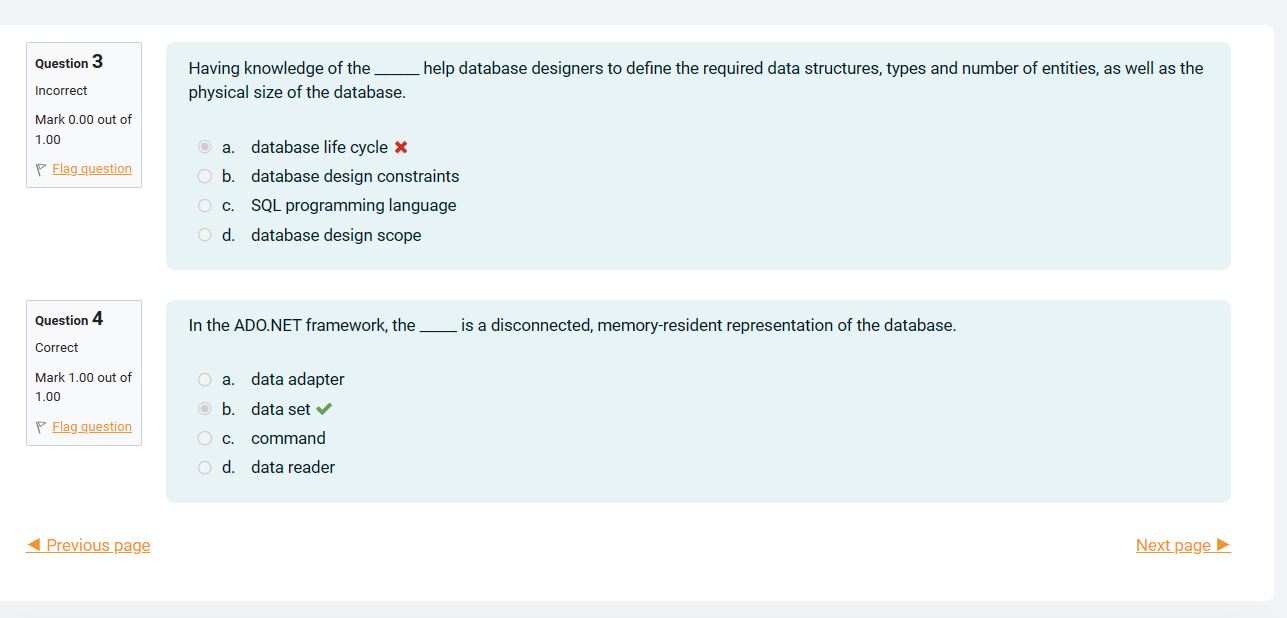 Question 3
Incorrect
Mark 0.00 out of
1.00
Flag question
Having knowledge of the ______ help database designers to define the required data structures, types and number of entities, as well as the
physical size of the database.
a. database life cycle
b. database design constraints
c. SQL programming language
d. database design scope
Question 4
Correct
Mark 1.00 out of
1.00
Flag question
In the ADO.NET framework, the _____ is a disconnected, memory-resident representation of the database.
a. data adapter
b. data set
c. command
d. data reader
◀ Previous page
Next page ▶